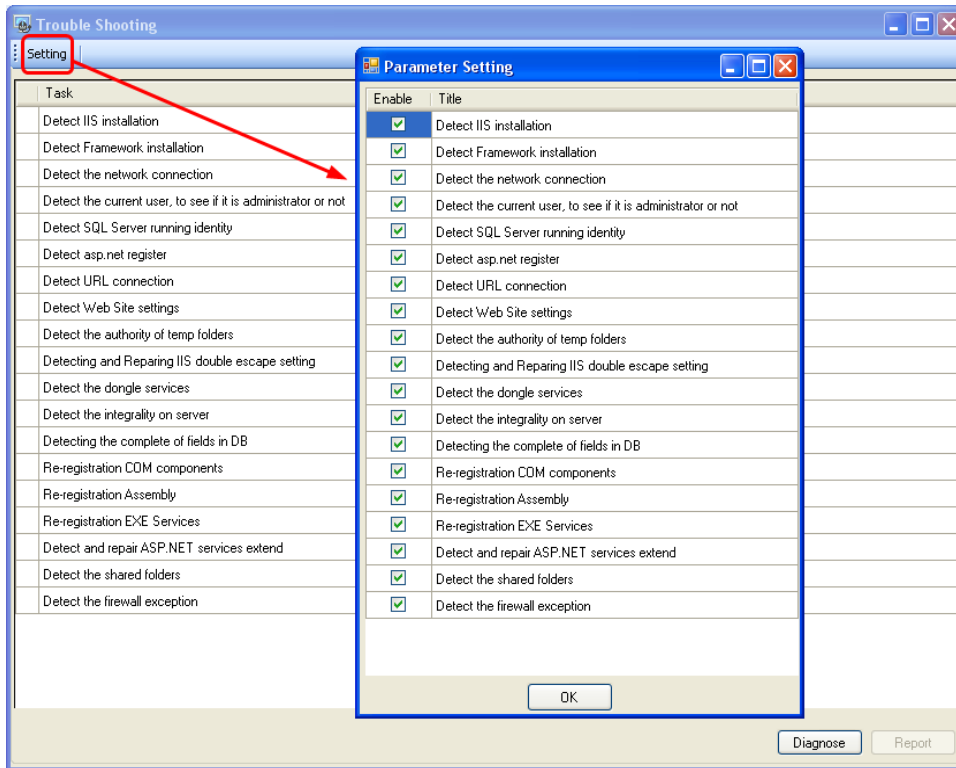 Trouble Shooting
Setting
Task
Detect IIS installation
Detect Framework installation
Detect the network connection
Detect the current user, to see if it is administrator or not
Detect SQL Server running identity
Detect asp.net register
Detect URL connection
Detect Web Site settings
Detect the authority of temp folders
Detecting and Reparing IIS double escape setting
Detect the dongle services
Detect the integrality on server
Detecting the complete of fields in DB
Re-registration COM components
Re-registration Assembly
Re-registration EXE Services
Detect and repair ASP.NET services extend
Detect the shared folders
Detect the firewall exception
Parameter Setting
Enable Title
Detect IIS installation
Detect Framework installation
Detect the network connection
Detect the current user, to see if it is administrator or not
Detect SQL Server running identity
Detect asp.net register
Detect URL connection
Detect Web Site settings
Detect the authority of temp folders
Detecting and Reparing IIS double escape setting
Detect the dongle services
Detect the integrality on server
Detecting the complete of fields in DB
Re-registration COM components
Re-registration Assembly
Re-registration EXE Services
Detect and repair ASP.NET services extend
Detect the shared folders
Detect the firewall exception
OK
Diagnose Report